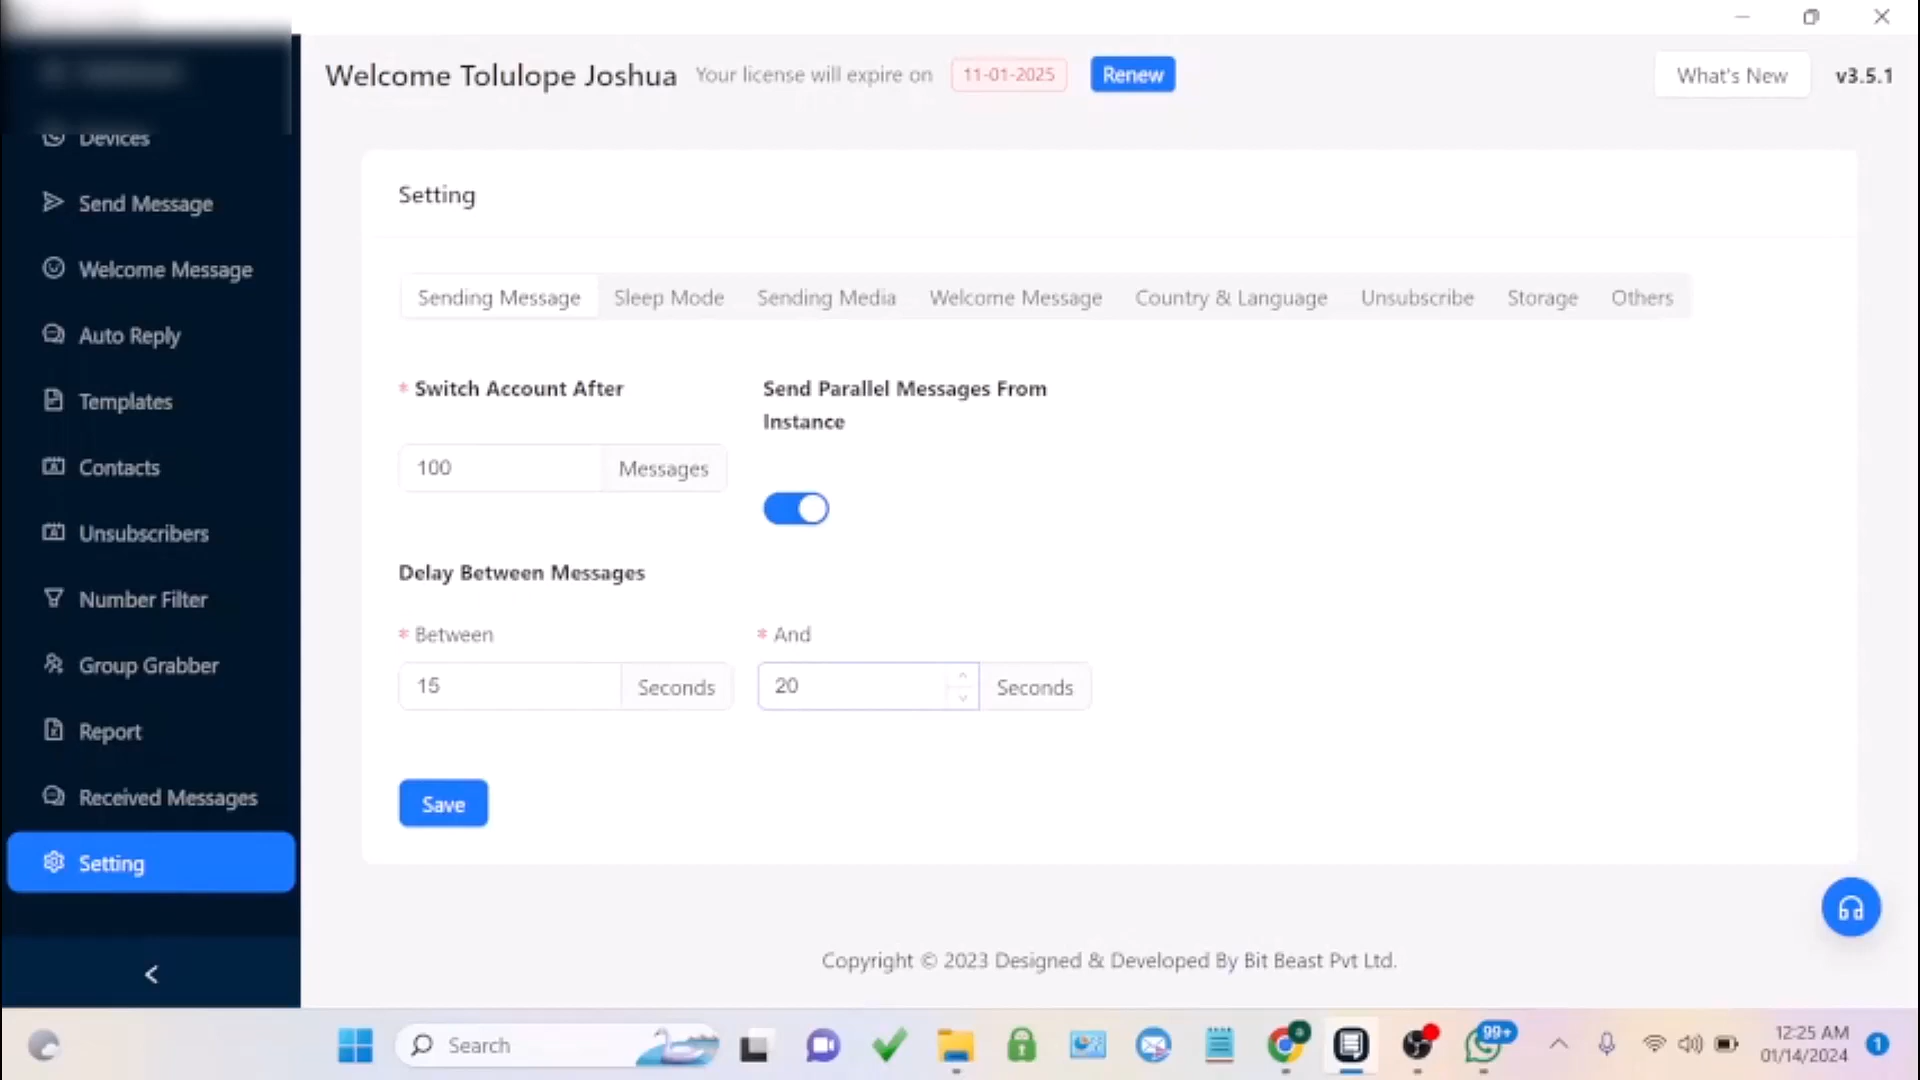 Welcome Tolulope Joshua Your license will expire on 11-01-2025 Renew What's New v3.5.1
Devices
Send Message
Welcome Message
Auto Reply
Templates
Contacts
Unsubscribers
Number Filter
Group Grabber
Report
Received Messages
Setting
Setting
Sending Message Sleep Mode Sending Media Welcome Message Country & Language Unsubscribe Storage Others
* Switch Account After
100 Messages
Send Parallel Messages From
Instance
Delay Between Messages
* Between * And
15 Seconds 20 Seconds
Save
Copyright © 2023 Designed & Developed By Bit Beast Pvt Ltd.
Search
99+
12:25 AM
01/14/2024
1